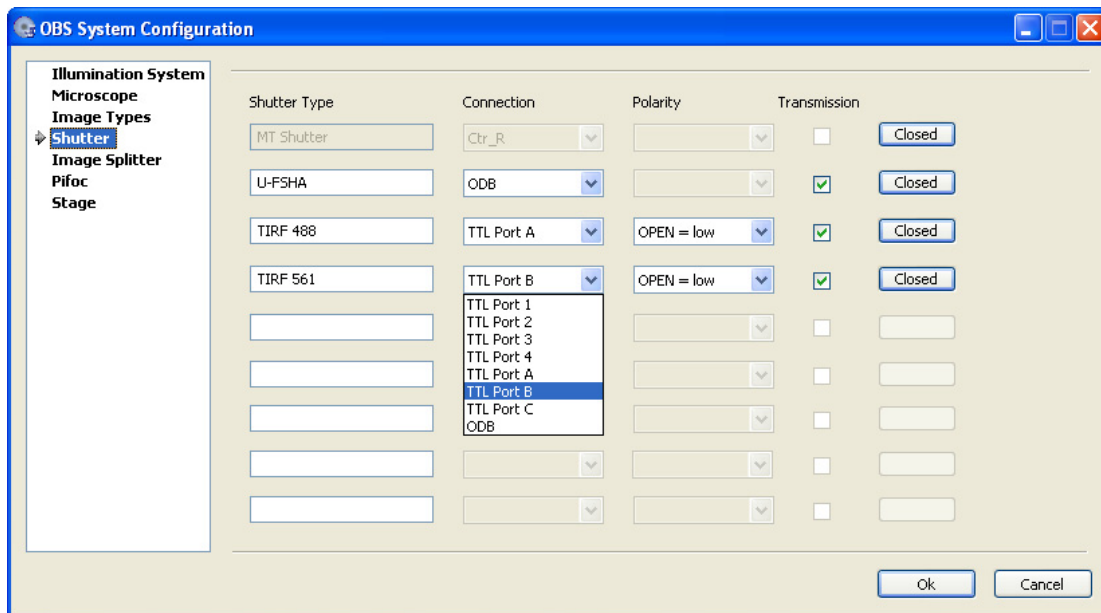 OBS System Configuration
Illumination System
Microscope
Image Types
Shutter
Image Splitter
Pifoc
Stage
Shutter Type Connection Polarity Transmission
MT Shutter Ctr_R Closed
U-FSHA ODB Closed
TIRF 488 TTL Port A OPEN = low Closed
TIRF 561 TTL Port B OPEN = low Closed
TTL Port 1
TTL Port 2
TTL Port 3
TTL Port 4
TTL Port A
TTL Port B
TTL Port C
ODB
Ok Cancel